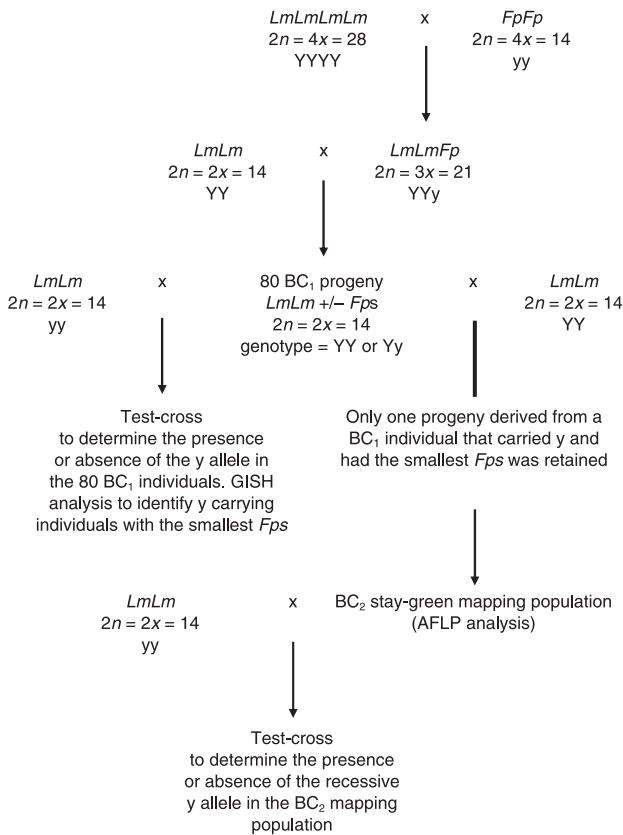 LmLmLmLm x FpFp
2n = 4x = 28 2n = 4x = 14
YYYY yy
LmLm x LmLmFp
2n = 2x = 14 2n = 3x = 21
YY YYy
LmLm x 80 BC₁ progeny x LmLm
2n = 2x = 14 LmLm +/– Fps 2n = 2x = 14
yy 2n = 2x = 14 YY
genotype = YY or Yy
Test-cross
to determine the presence
or absence of the y allele in
the 80 BC₁ individuals. GISH
analysis to identify y carrying
individuals with the smallest Fps
Only one progeny derived from a
BC₁ individual that carried y and
had the smallest Fps was retained
LmLm x BC₂ stay-green mapping population
2n = 2x = 14 (AFLP analysis)
yy
Test-cross
to determine the presence
or absence of the recessive
y allele in the BC₂ mapping
population